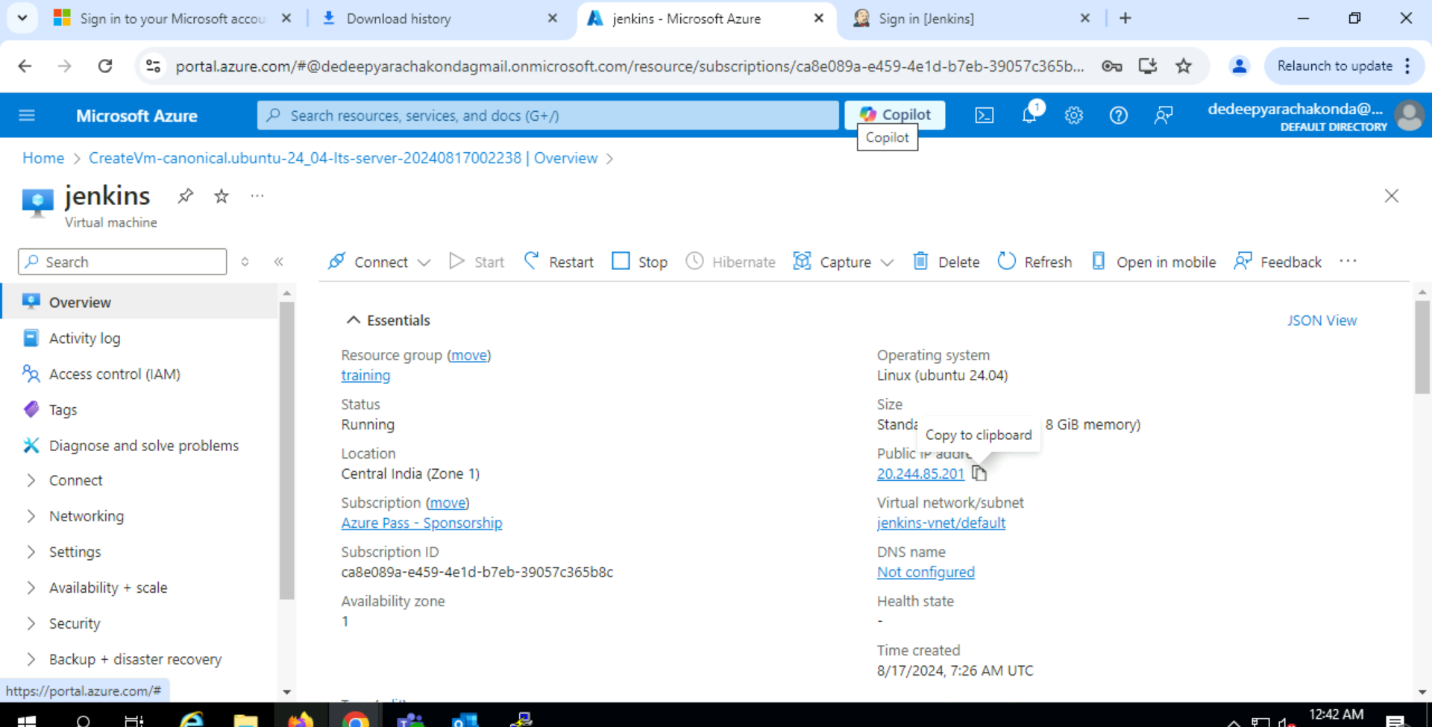 Sign in to your Microsoft accou
Download history
jenkins - Microsoft Azure
Sign in [Jenkins]
portal.azure.com/#@dedeepyarachakondagmail.onmicrosoft.com/resource/subscriptions/ca8e089a-e459-4e1d-b7eb-39057c365b...
Relaunch to update
Microsoft Azure
Search resources, services, and docs (G+/)
Copilot
1
dedeepyarachakonda@...
DEFAULT DIRECTORY
Copilot
Home > CreateVm-canonical.ubuntu-24_04-lts-server-20240817002238 | Overview >
jenkins
Virtual machine
Search
Connect
Start
Restart
Stop
Hibernate
Capture
Delete
Refresh
Open in mobile
Feedback
Overview
Activity log
Access control (IAM)
Tags
Diagnose and solve problems
Connect
Networking
Settings
Availability + scale
Security
Backup + disaster recovery
https://portal.azure.com/#
Essentials
JSON View
Resource group (move)
training
Status
Running
Location
Central India (Zone 1)
Subscription (move)
Azure Pass - Sponsorship
Subscription ID
ca8e089a-e459-4e1d-b7eb-39057c365b8c
Availability zone
1
Operating system
Linux (ubuntu 24.04)
Size
Standa 8 GiB memory)
Copy to clipboard
Public IP addre
20.244.85.201
Virtual network/subnet
jenkins-vnet/default
DNS name
Not configured
Health state
-
Time created
8/17/2024, 7:26 AM UTC
12:42 AM